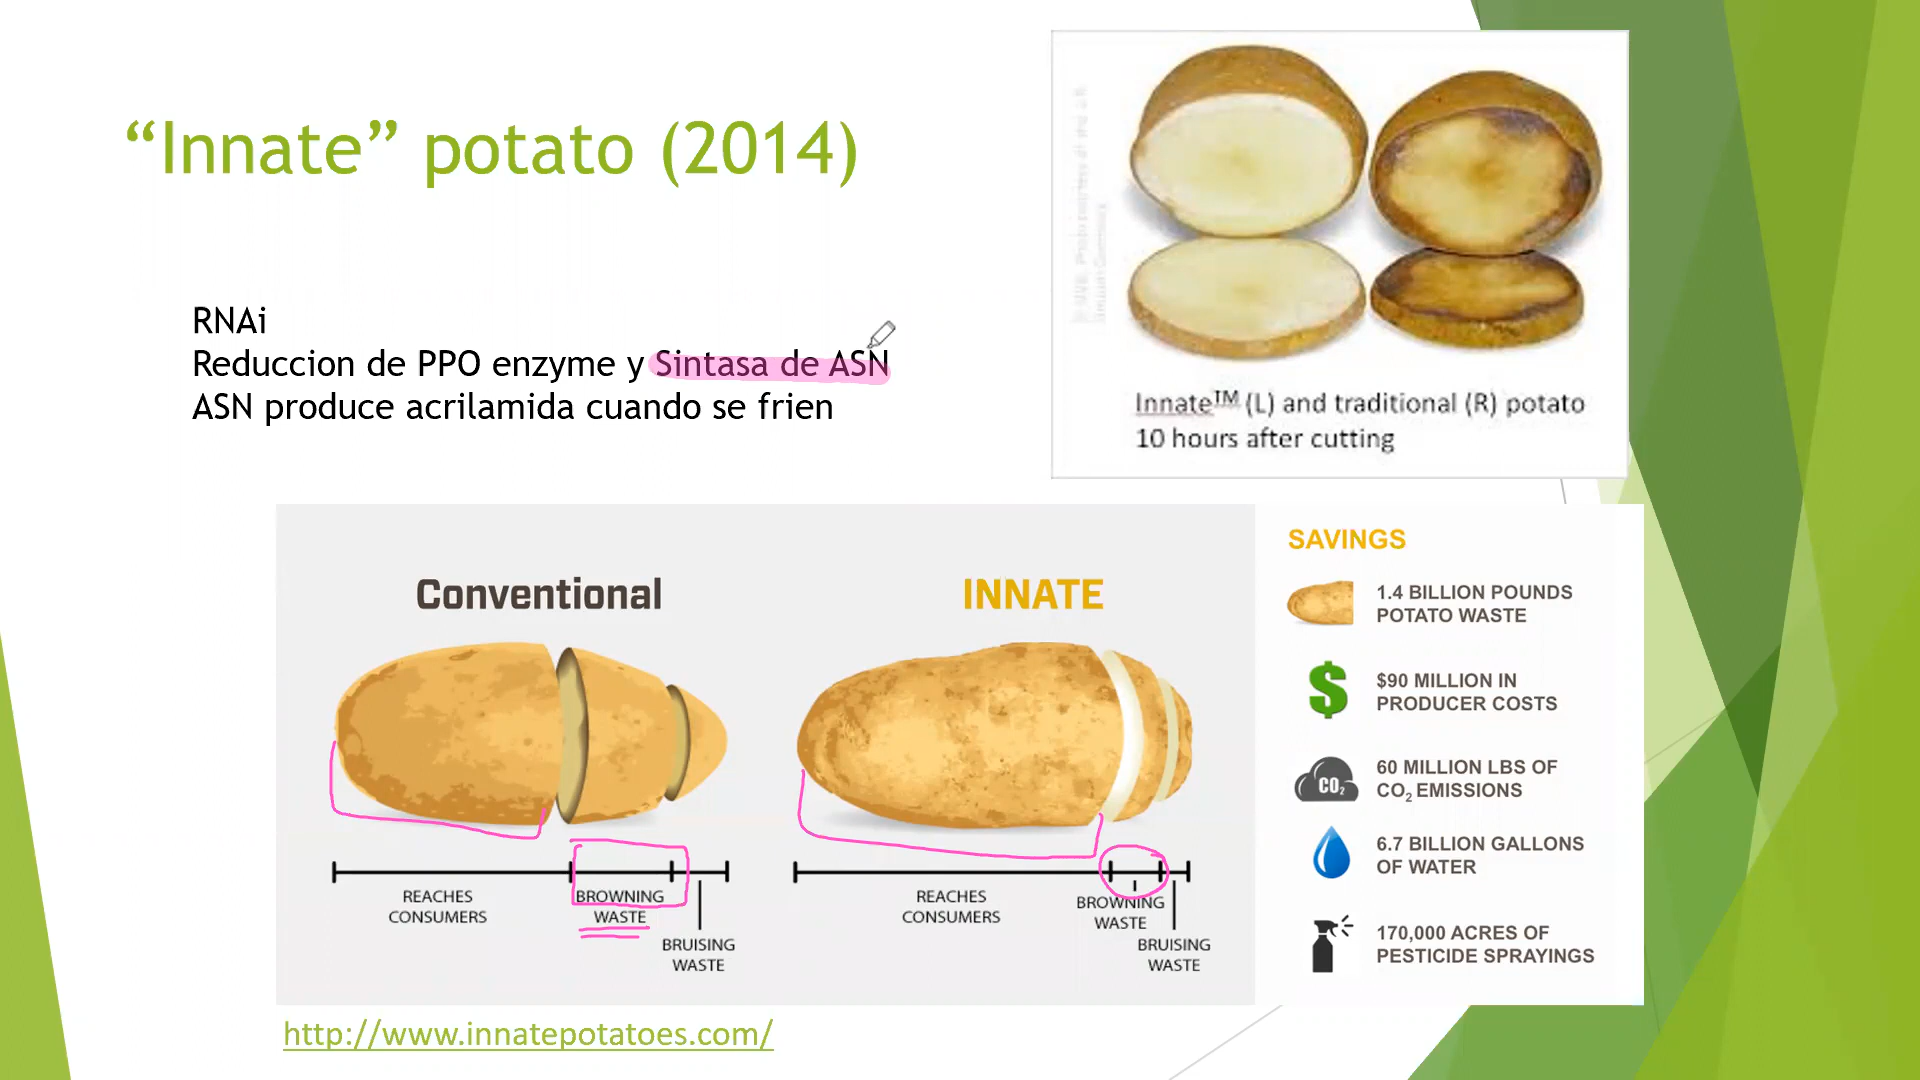 “Innate” potato (2014)
RNAi
Reduccion de PPO enzyme y Sintasa de ASN
ASN produce acrilamida cuando se frien
Innate™ (L) and traditional (R) potato
10 hours after cutting
Conventional
REACHES
CONSUMERS
BROWNING
WASTE
BRUISING
WASTE
INNATE
REACHES
CONSUMERS
BROWNING
WASTE
BRUISING
WASTE
SAVINGS
1.4 BILLION POUNDS
POTATO WASTE
$
$90 MILLION IN
PRODUCER COSTS
CO₂
60 MILLION LBS OF
CO₂ EMISSIONS
6.7 BILLION GALLONS
OF WATER
170,000 ACRES OF
PESTICIDE SPRAYINGS
http://www.innatepotatoes.com/